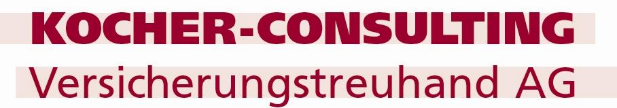 KOCHER-CONSULTING
Versicherungstreuhand AG